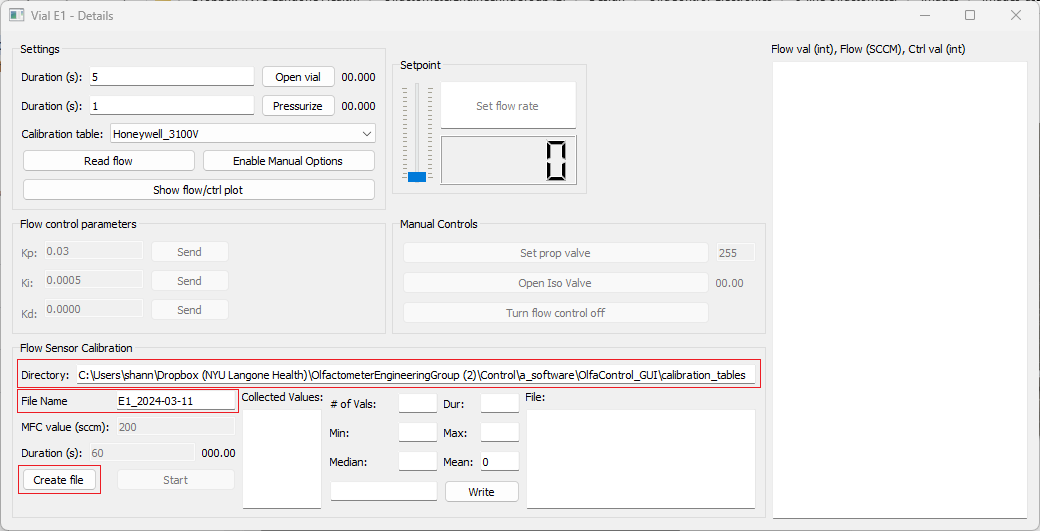 Vial E1 - Details
Settings
Duration (s): 5 Open vial 00.000
Duration (s): 1 Pressurize 00.000
Calibration table: Honeywell_3100V
Read flow Enable Manual Options
Show flow/ctrl plot
Setpoint
Set flow rate
0
Flow val (int), Flow (SCCM), Ctrl val (int)
Flow control parameters
Kp: 0.03 Send
Ki: 0.0005 Send
Kd: 0.0000 Send
Manual Controls
Set prop valve 255
Open Iso Valve 00.00
Turn flow control off
Flow Sensor Calibration
Directory: C:\Users\shann\Dropbox (NYU Langone Health)\OlfactometerEngineeringGroup (2)\Control\a_software\OlfaControl_GUI\calibration_tables
File Name E1_2024-03-11
MFC value (sccm): 200
Duration (s): 60 000.00
Create file Start
Collected Values:
# of Vals: Dur:
Min: Max:
Median: Mean: 0
Write
File: